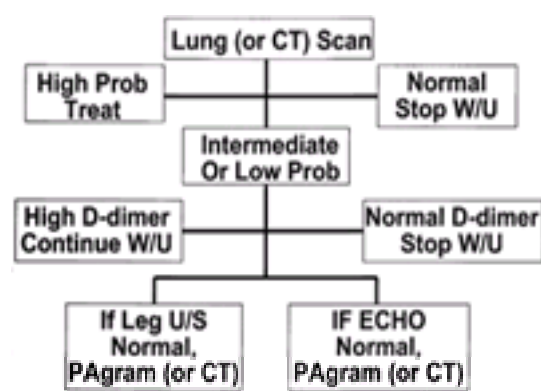 Lung (or CT) Scan
High Prob
Treat
Normal
Stop W/U
Intermediate
Or Low Prob
High D-dimer
Continue W/U
Normal D-dimer
Stop W/U
If Leg U/S
Normal,
PAgram (or CT)
IF ECHO
Normal,
PAgram (or CT)